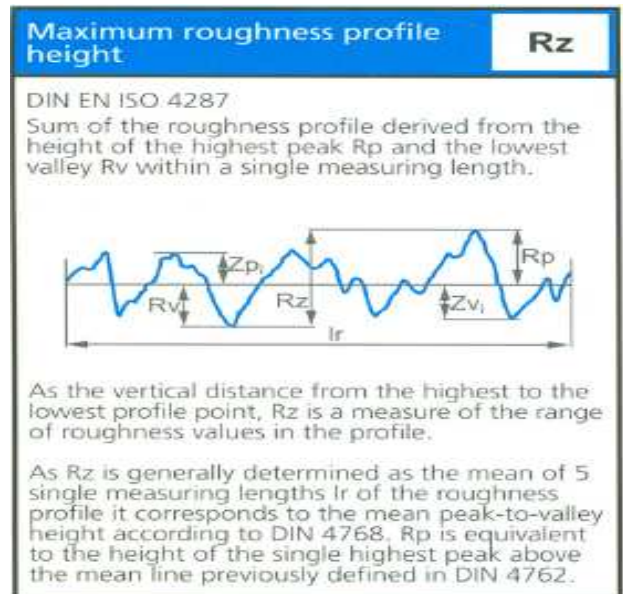 Maximum roughness profile
height
Rz
DIN EN ISO 4287
Sum of the roughness profile derived from the
height of the highest peak Rp and the lowest
valley Rv within a single measuring length.
Zpi
Rp
Rv
Rz
Zvi
lr
As the vertical distance from the highest to the
lowest profile point, Rz is a measure of the range
of roughness values in the profile.
As Rz is generally determined as the mean of 5
single measuring lengths lr of the roughness
profile it corresponds to the mean peak-to-valley
height according to DIN 4768. Rp is equivalent
to the height of the single highest peak above
the mean line previously defined in DIN 4762.